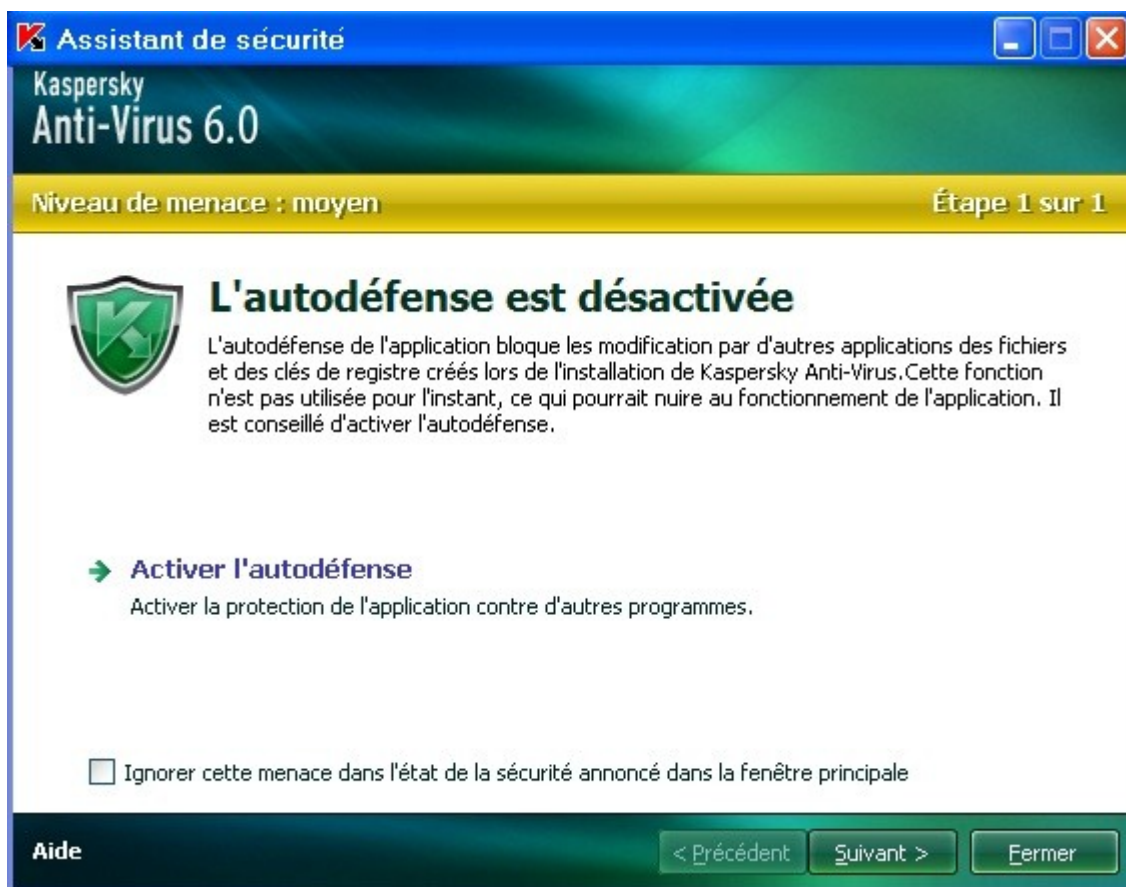 Assistant de sécurité
Kaspersky
Anti-Virus 6.0
Niveau de menace : moyen Étape 1 sur 1
L'autodéfense est désactivée
L'autodéfense de l'application bloque les modification par d'autres applications des fichiers
et des clés de registre créés lors de l'installation de Kaspersky Anti-Virus.Cette fonction
n'est pas utilisée pour l'instant, ce qui pourrait nuire au fonctionnement de l'application. Il
est conseillé d'activer l'autodéfense.
Activer l'autodéfense
Activer la protection de l'application contre d'autres programmes.
Ignorer cette menace dans l'état de la sécurité annoncé dans la fenêtre principale
Aide < Précédent Suivant > Fermer